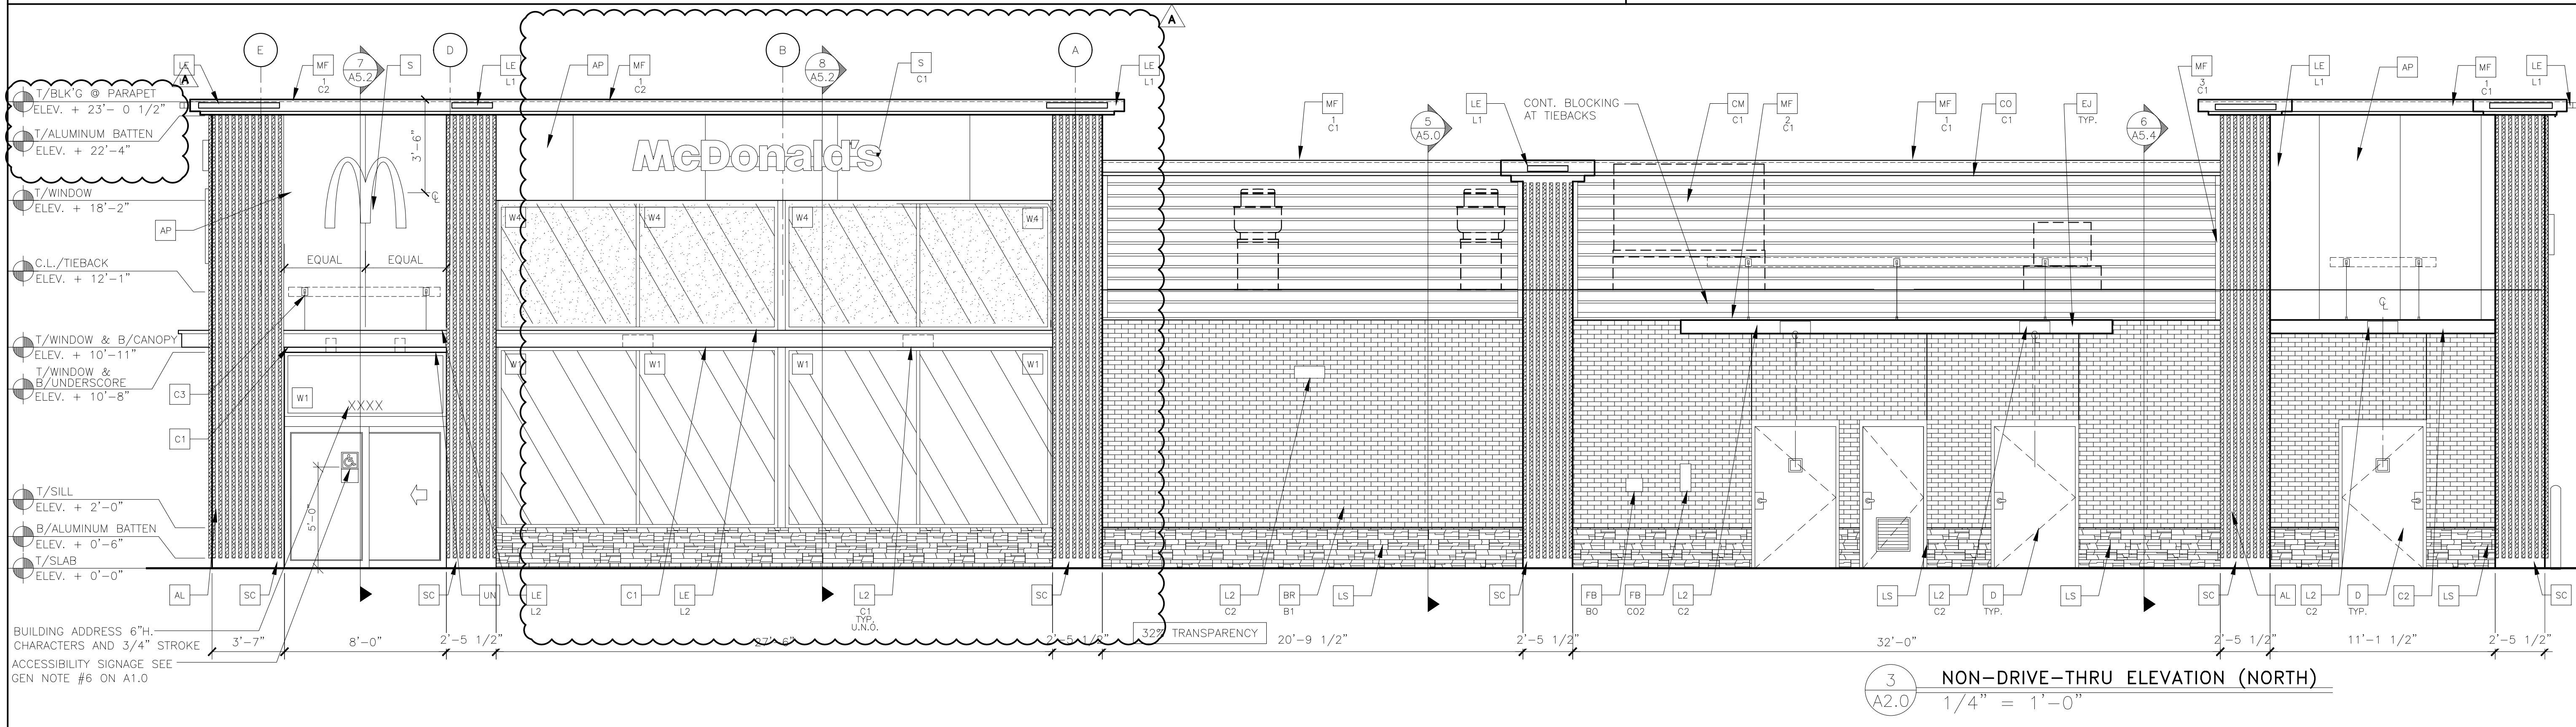 A
E
D
B
A
LE
L1
A
MF
1
C2
7
A5.2
S
LE
L1
AP
MF
1
C2
8
A5.2
S
C1
LE
L1
MF
1
C1
5
A5.0
LE
L1
CONT. BLOCKING
AT TIEBACKS
CM
C1
MF
2
C1
MF
1
C1
CO
C1
EJ
TYP.
6
A5.4
MF
3
C1
LE
L1
AP
MF
1
C1
LE
L1
T/BLK'G @ PARAPET
ELEV. + 23'- 0 1/2"
T/ALUMINUM BATTEN
ELEV. + 22'-4"
T/WINDOW
ELEV. + 18'-2"
AP
C.L./TIEBACK
ELEV. + 12'-1"
T/WINDOW & B/CANOPY
ELEV. + 10'-11"
T/WINDOW &
B/UNDERSCORE
ELEV. + 10'-8"
C3
C1
T/SILL
ELEV. + 2'-0"
B/ALUMINUM BATTEN
ELEV. + 0'-6"
T/SLAB
ELEV. + 0'-0"
3'-6"
McDonald's
EQUAL
EQUAL
W4
W4
W4
W4
W1
W1
W1
W1
W1
XXXX
5'-0"
AL
SC
SC
UN
LE
L2
C1
LE
L2
L2
C1
TYP.
U.N.O.
SC
L2
C2
BR
B1
LS
SC
FB
BO
FB
CO2
L2
C2
LS
L2
C2
D
TYP.
LS
SC
AL
L2
C2
D
TYP.
C2
LS
SC
BUILDING ADDRESS 6"H.
CHARACTERS AND 3/4" STROKE
ACCESSIBILITY SIGNAGE SEE
GEN NOTE #6 ON A1.0
3'-7"
8'-0"
2'-5 1/2"
27'-6"
2'-5 1/2"
32% TRANSPARENCY
20'-9 1/2"
2'-5 1/2"
32'-0"
2'-5 1/2"
11'-1 1/2"
2'-5 1/2"
3
A2.0
NON-DRIVE-THRU ELEVATION (NORTH)
1/4" = 1'-0"